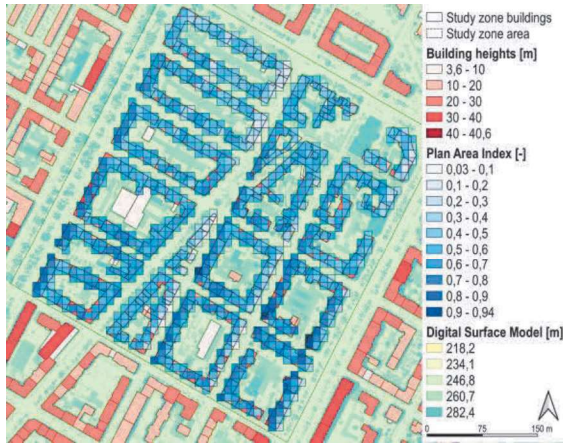 Study zone buildings
Study zone area
Building heights [m]
3,6 - 10
10 - 20
20 - 30
30 - 40
40 - 40,6
Plan Area Index [-]
0,03 - 0,1
0,1 - 0,2
0,2 - 0,3
0,3 - 0,4
0,4 - 0,5
0,5 - 0,6
0,6 - 0,7
0,7 - 0,8
0,8 - 0,9
0,9 - 0,94
Digital Surface Model [m]
218,2
234,1
246,8
260,7
282,4
0 75 150 m